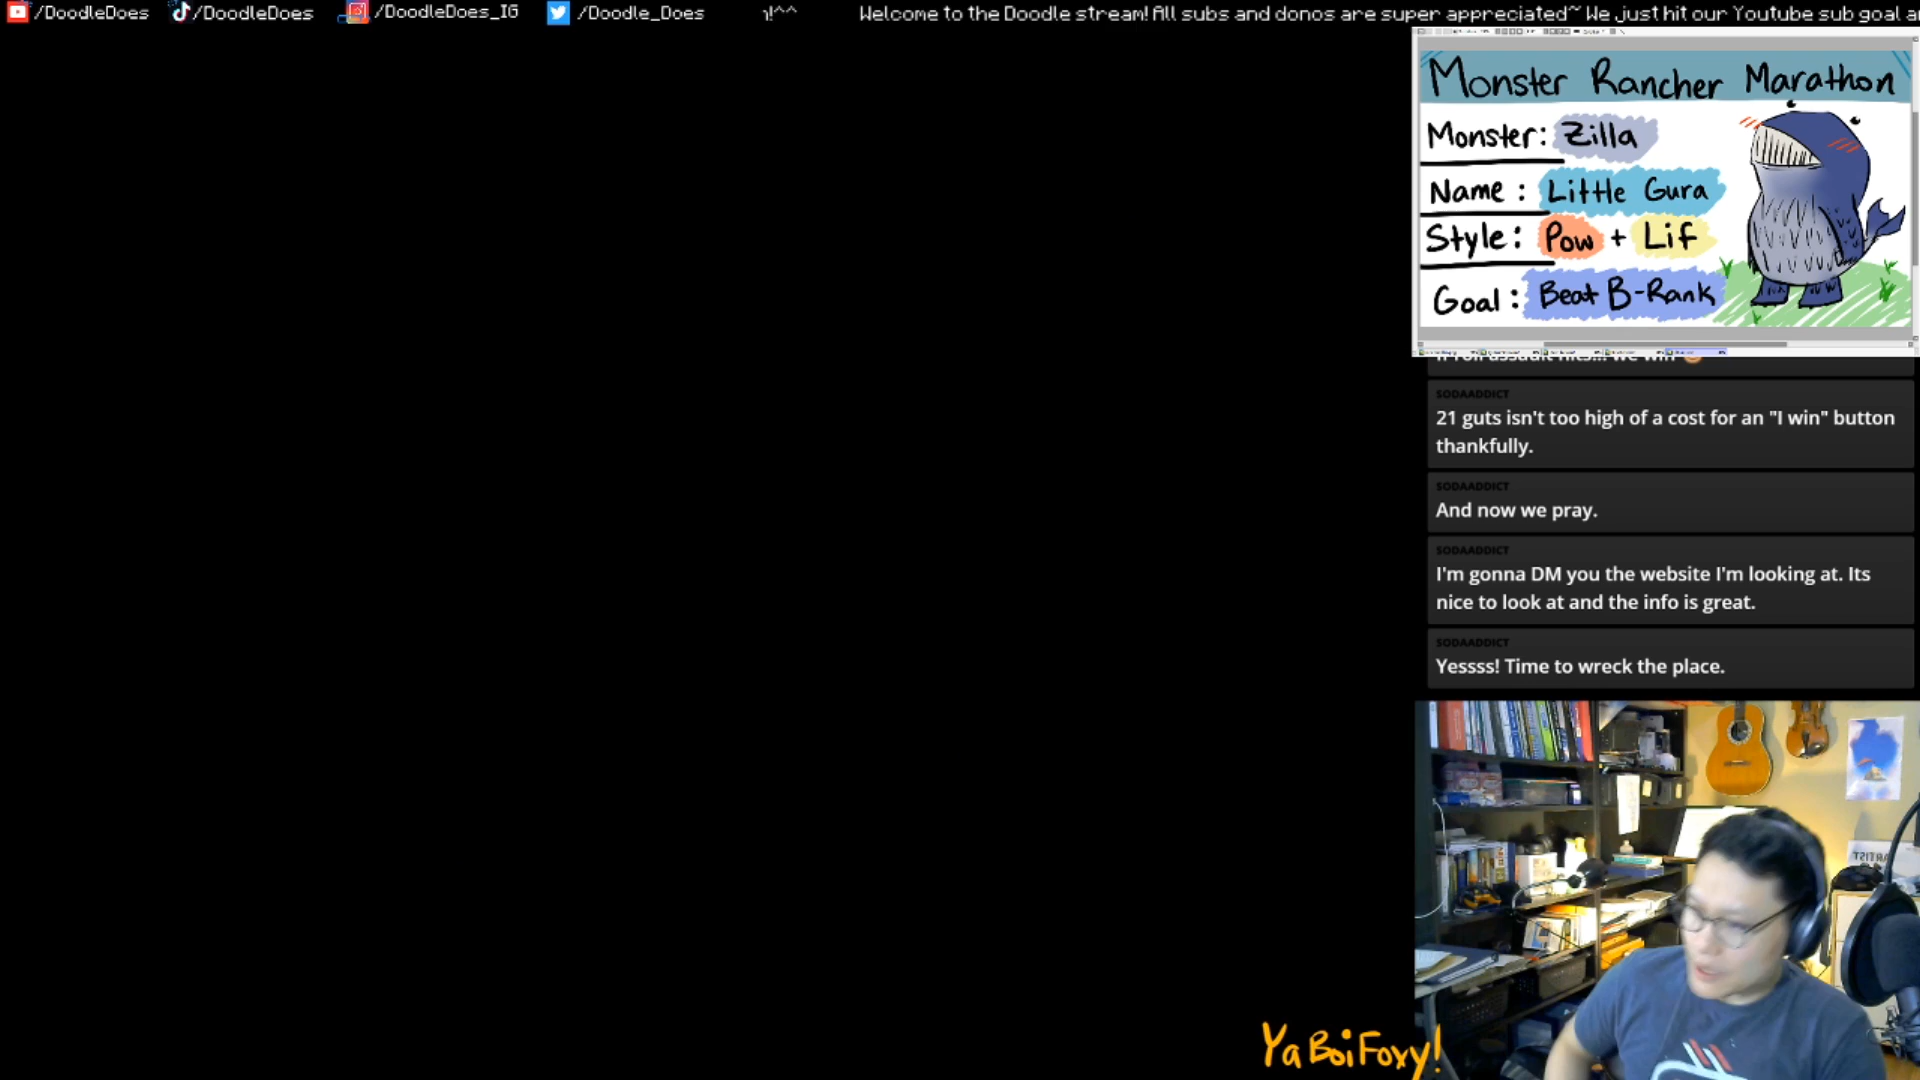 /DoodleDoes /DoodleDoes /DoodleDoes_IG /Doodle_Does !^^ Welcome to the Doodle stream! All subs and donos are super appreciated~ We just hit our Youtube sub goal a
Monster Rancher Marathon
Monster: Zilla
Name : Little Gura
Style: Pow + Lif
Goal : Beat B-Rank
SODAADDICT
21 guts isn't too high of a cost for an "I win" button
thankfully.
SODAADDICT
And now we pray.
SODAADDICT
I'm gonna DM you the website I'm looking at. Its
nice to look at and the info is great.
SODAADDICT
Yessss! Time to wreck the place.
ARTIST
YaBoiFoxy!